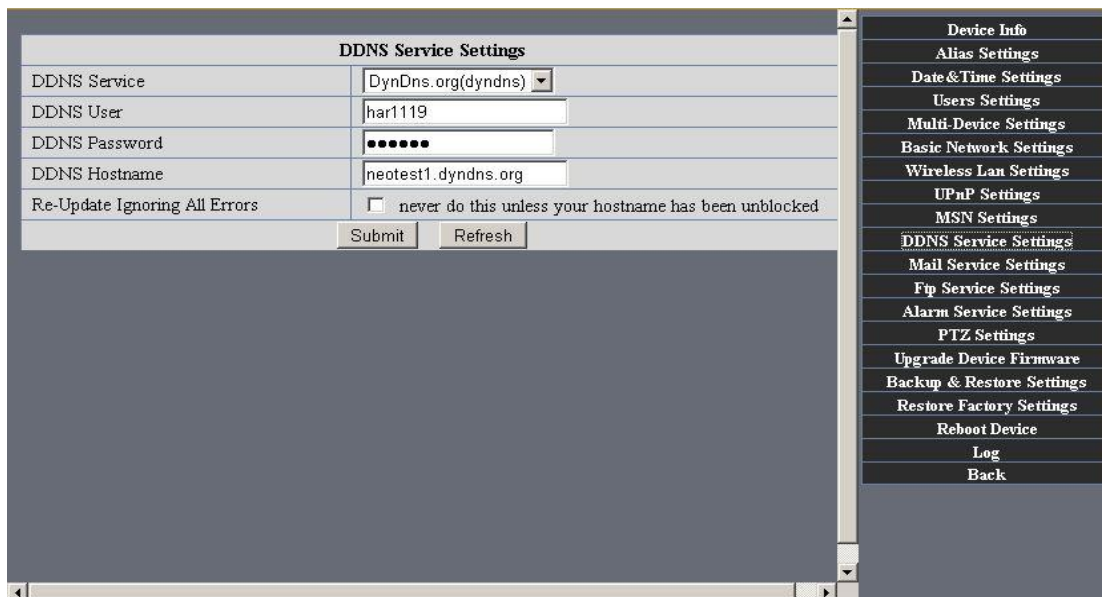 DDNS Service Settings
DDNS Service DynDns.org(dyndns)
DDNS User har1119
DDNS Password ●●●●●●
DDNS Hostname neotest1.dyndns.org
Re-Update Ignoring All Errors never do this unless your hostname has been unblocked
Submit Refresh
Device Info
Alias Settings
Date&Time Settings
Users Settings
Multi-Device Settings
Basic Network Settings
Wireless Lan Settings
UPnP Settings
MSN Settings
DDNS Service Settings
Mail Service Settings
Ftp Service Settings
Alarm Service Settings
PTZ Settings
Upgrade Device Firmware
Backup & Restore Settings
Restore Factory Settings
Reboot Device
Log
Back